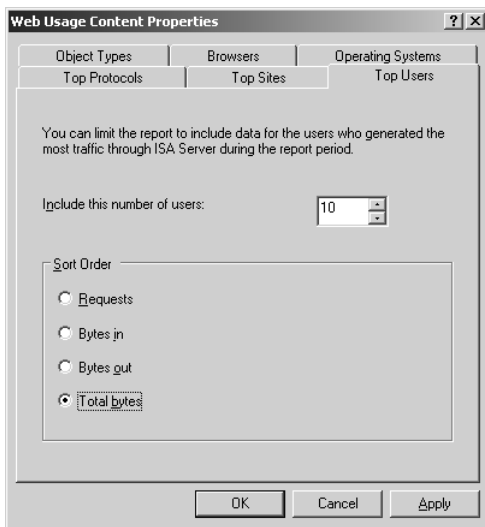 Web Usage Content Properties
Object Types Browsers Operating Systems
Top Protocols Top Sites Top Users
You can limit the report to include data for the users who generated the
most traffic through ISA Server during the report period.
Include this number of users: 10
Sort Order
Requests
Bytes in
Bytes out
Total bytes
OK Cancel Apply